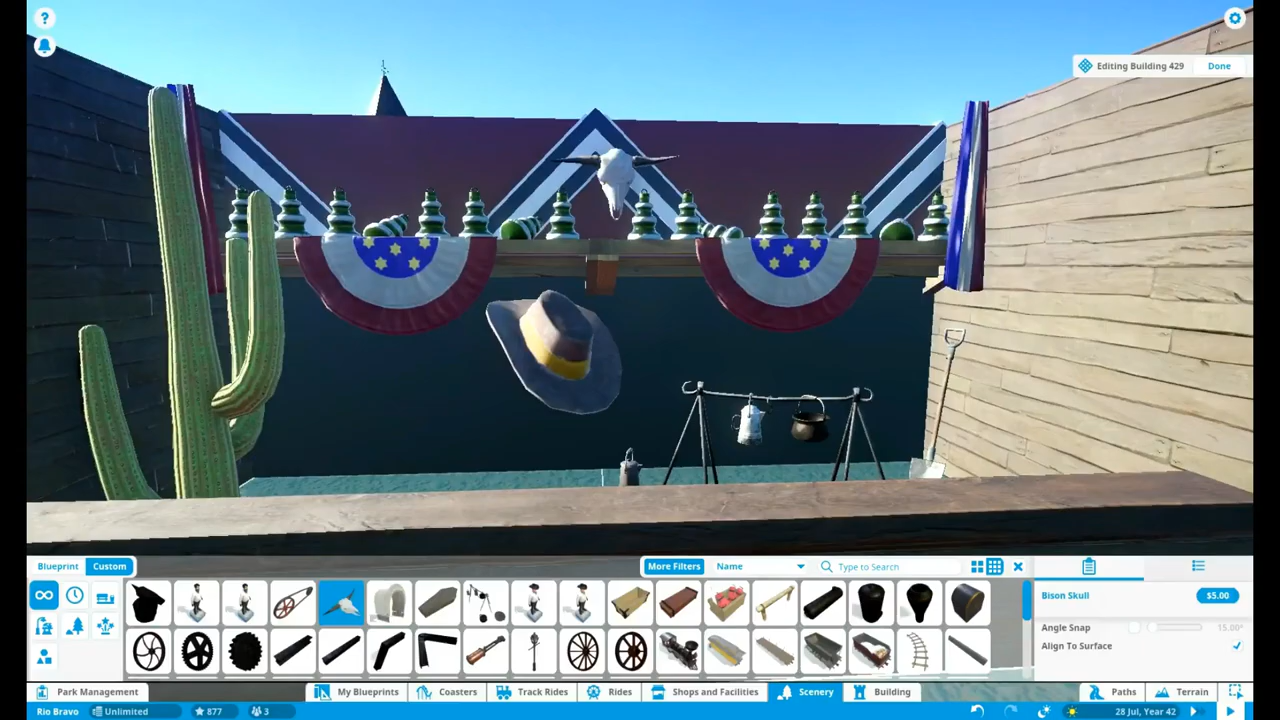 ?
Editing Building 429 Done
Blueprint Custom More Filters Name Type to Search
Bison Skull $5.00
Angle Snap 15.00°
Align To Surface
Park Management My Blueprints Coasters Track Rides Rides Shops and Facilities Scenery Building Paths Terrain
Rio Bravo Unlimited 877 3 28 Jul, Year 42